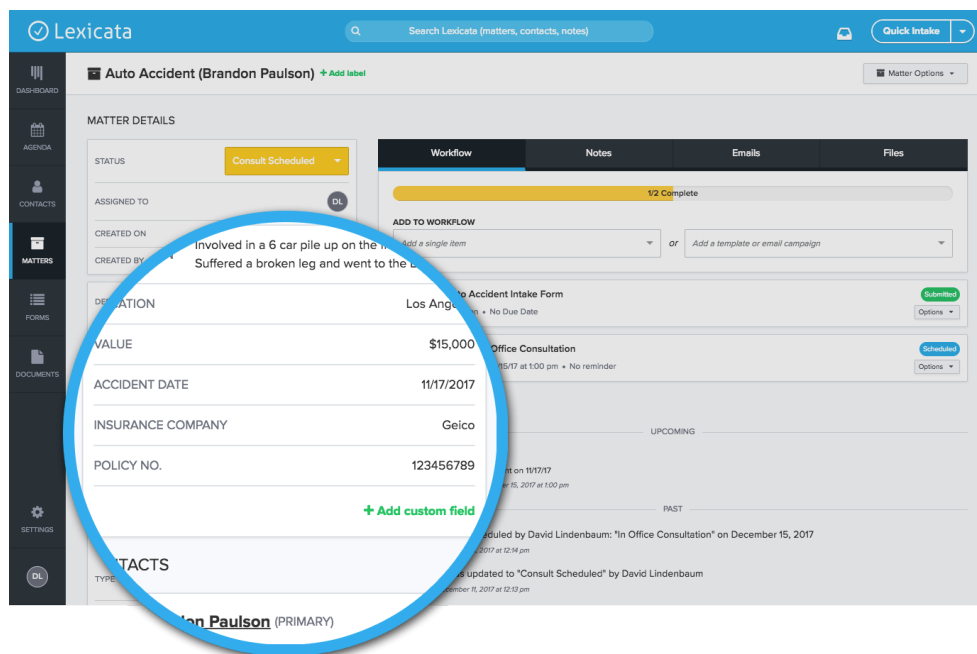 Lexicata
Search Lexicata (matters, contacts, notes)
Quick Intake
DASHBOARD
Auto Accident (Brandon Paulson) + Add label
Matter Options
AGENDA
CONTACTS
MATTERS
FORMS
DOCUMENTS
SETTINGS
DL
MATTER DETAILS
STATUS
Consult Scheduled
ASSIGNED TO
DL
CREATED ON
CREATED BY
Workflow
Notes
Emails
Files
1/2 Complete
ADD TO WORKFLOW
Add a single item
or
Add a template or email campaign
Accident Intake Form
Submitted
No Due Date
Options
Office Consultation
Scheduled
15/17 at 1:00 pm • No reminder
Options
UPCOMING
on 11/17/17
15, 2017 at 1:00 pm
PAST
by David Lindenbaum: "In Office Consultation" on December 15, 2017
2017 at 12:14 pm
updated to "Consult Scheduled" by David Lindenbaum
11, 2017 at 12:13 pm
Involved in a 6 car pile up on the
Suffered a broken leg and went to the
Los
VALUE
$15,000
ACCIDENT DATE
11/17/2017
INSURANCE COMPANY
Geico
POLICY NO.
123456789
+ Add custom field
TYPE
Paulson (PRIMARY)